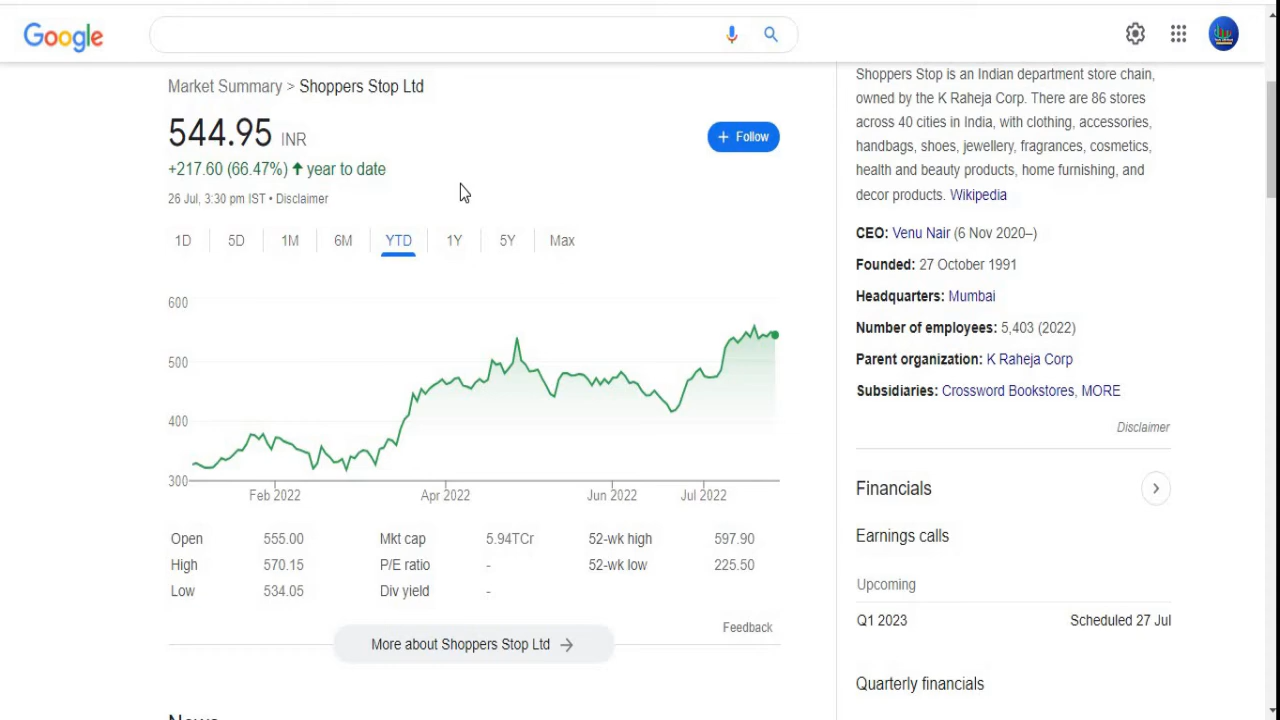 Google
Market Summary > Shoppers Stop Ltd
544.95 INR
+ Follow
+217.60 (66.47%) ↑ year to date
26 Jul, 3:30 pm IST • Disclaimer
1D 5D 1M 6M YTD 1Y 5Y Max
600
500
400
300
Feb 2022 Apr 2022 Jun 2022 Jul 2022
Open 555.00 Mkt cap 5.94TCr 52-wk high 597.90
High 570.15 P/E ratio - 52-wk low 225.50
Low 534.05 Div yield -
Feedback
More about Shoppers Stop Ltd →
News
Shoppers Stop is an Indian department store chain,
owned by the K Raheja Corp. There are 86 stores
across 40 cities in India, with clothing, accessories,
handbags, shoes, jewellery, fragrances, cosmetics,
health and beauty products, home furnishing, and
decor products. Wikipedia
CEO: Venu Nair (6 Nov 2020–)
Founded: 27 October 1991
Headquarters: Mumbai
Number of employees: 5,403 (2022)
Parent organization: K Raheja Corp
Subsidiaries: Crossword Bookstores, MORE
Disclaimer
Financials
Earnings calls
Upcoming
Q1 2023 Scheduled 27 Jul
Quarterly financials